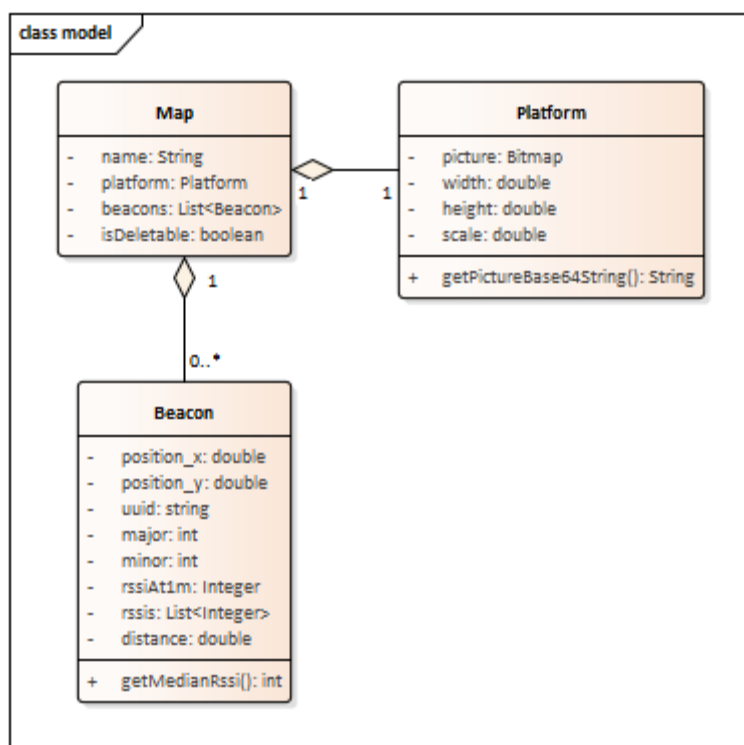 class model
Map
- name: String
- platform: Platform
- beacons: List<Beacon>
- isDeletable: boolean
1
1
Platform
- picture: Bitmap
- width: double
- height: double
- scale: double
+ getPictureBase64String(): String
1
0..*
Beacon
- position_x: double
- position_y: double
- uuid: string
- major: int
- minor: int
- rssiAt1m: Integer
- rssis: List<Integer>
- distance: double
+ getMedianRssi(): int